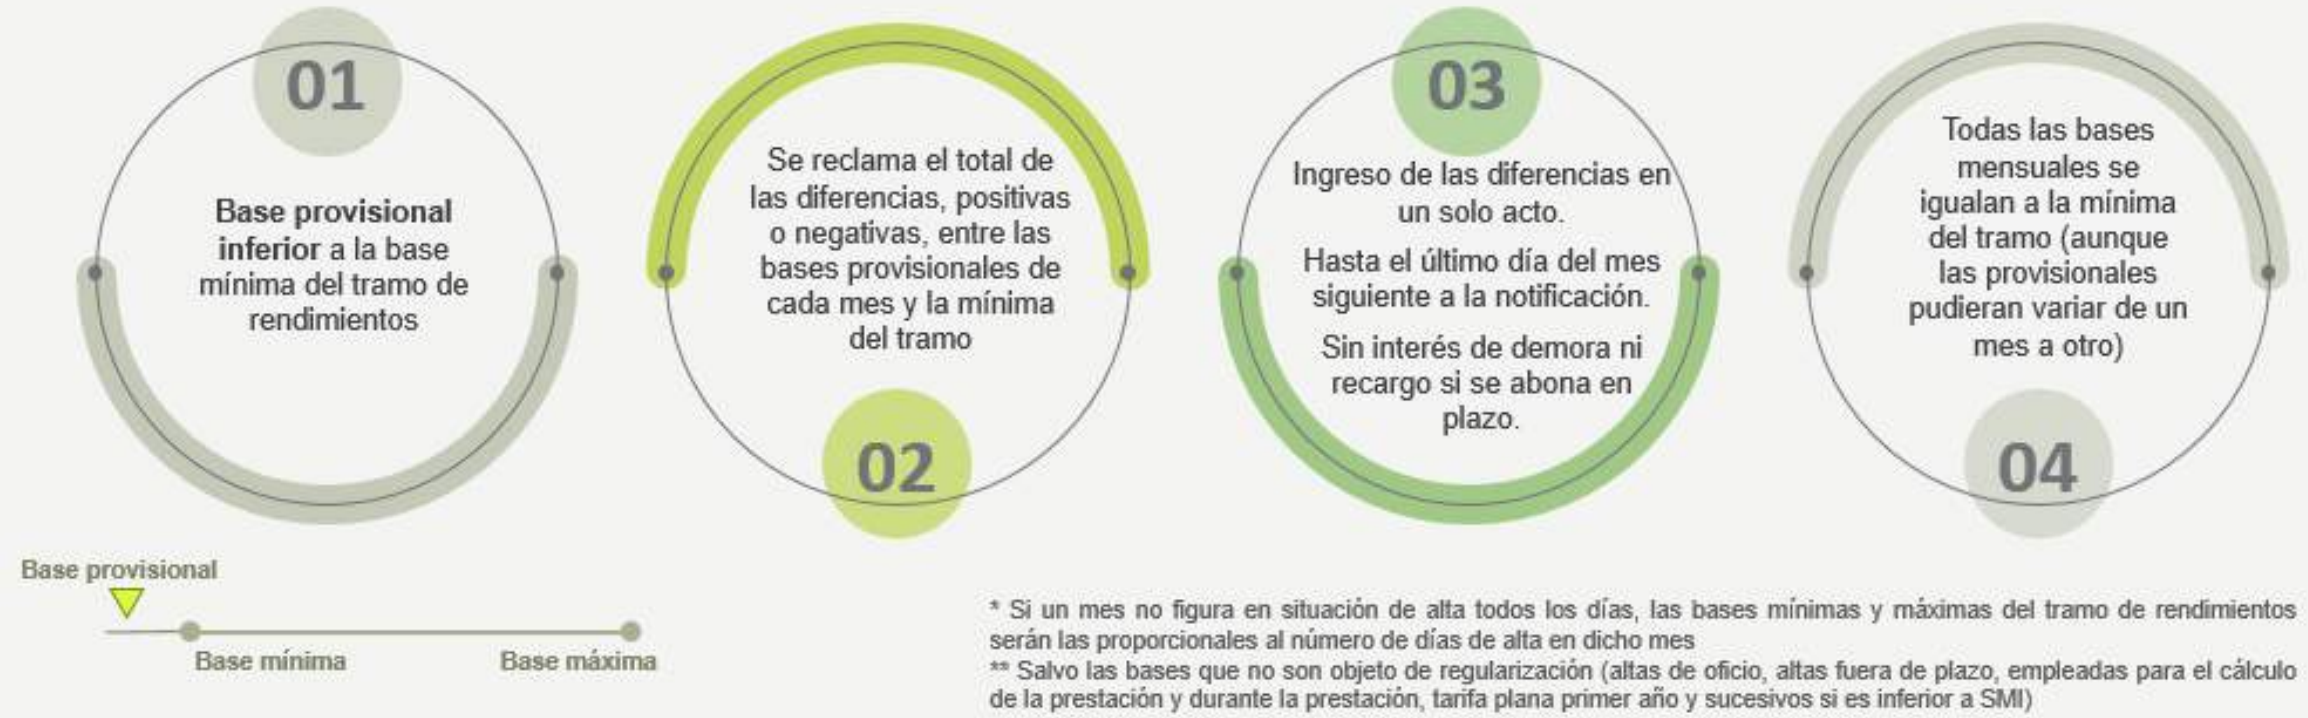 01
Base provisional
inferior a la base
mínima del tramo de
rendimientos
Se reclama el total de
las diferencias, positivas
o negativas, entre las
bases provisionales de
cada mes y la mínima
del tramo
02
03
Ingreso de las diferencias en
un solo acto.
Hasta el último día del mes
siguiente a la notificación.
Sin interés de demora ni
recargo si se abona en
plazo.
Todas las bases
mensuales se
igualan a la mínima
del tramo (aunque
las provisionales
pudieran variar de un
mes a otro)
04
Base provisional
Base mínima
Base máxima
* Si un mes no figura en situación de alta todos los días, las bases mínimas y máximas del tramo de rendimientos
serán las proporcionales al número de días de alta en dicho mes
** Salvo las bases que no son objeto de regularización (altas de oficio, altas fuera de plazo, empleadas para el cálculo
de la prestación y durante la prestación, tarifa plana primer año y sucesivos si es inferior a SMI)